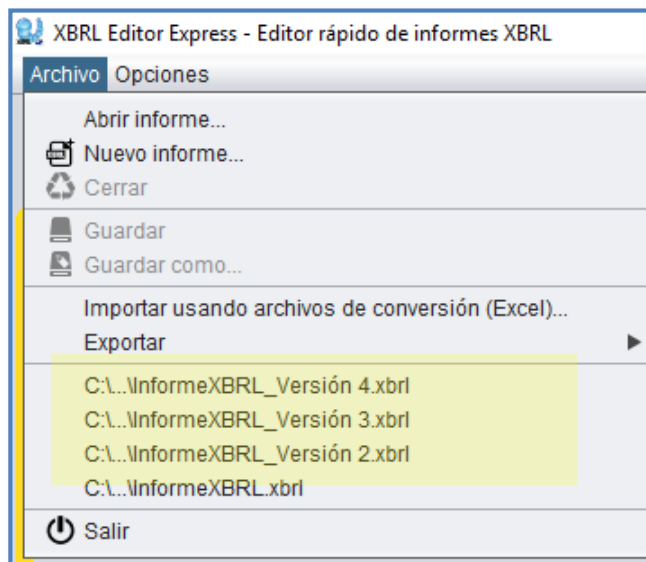 XBRL Editor Express - Editor rápido de informes XBRL
Archivo Opciones
Abrir informe...
Nuevo informe...
Cerrar
Guardar
Guardar como...
Importar usando archivos de conversión (Excel)...
Exportar
C:\...\InformeXBRL_Versión 4.xbrl
C:\...\InformeXBRL_Versión 3.xbrl
C:\...\InformeXBRL_Versión 2.xbrl
C:\...\InformeXBRL.xbrl
Salir